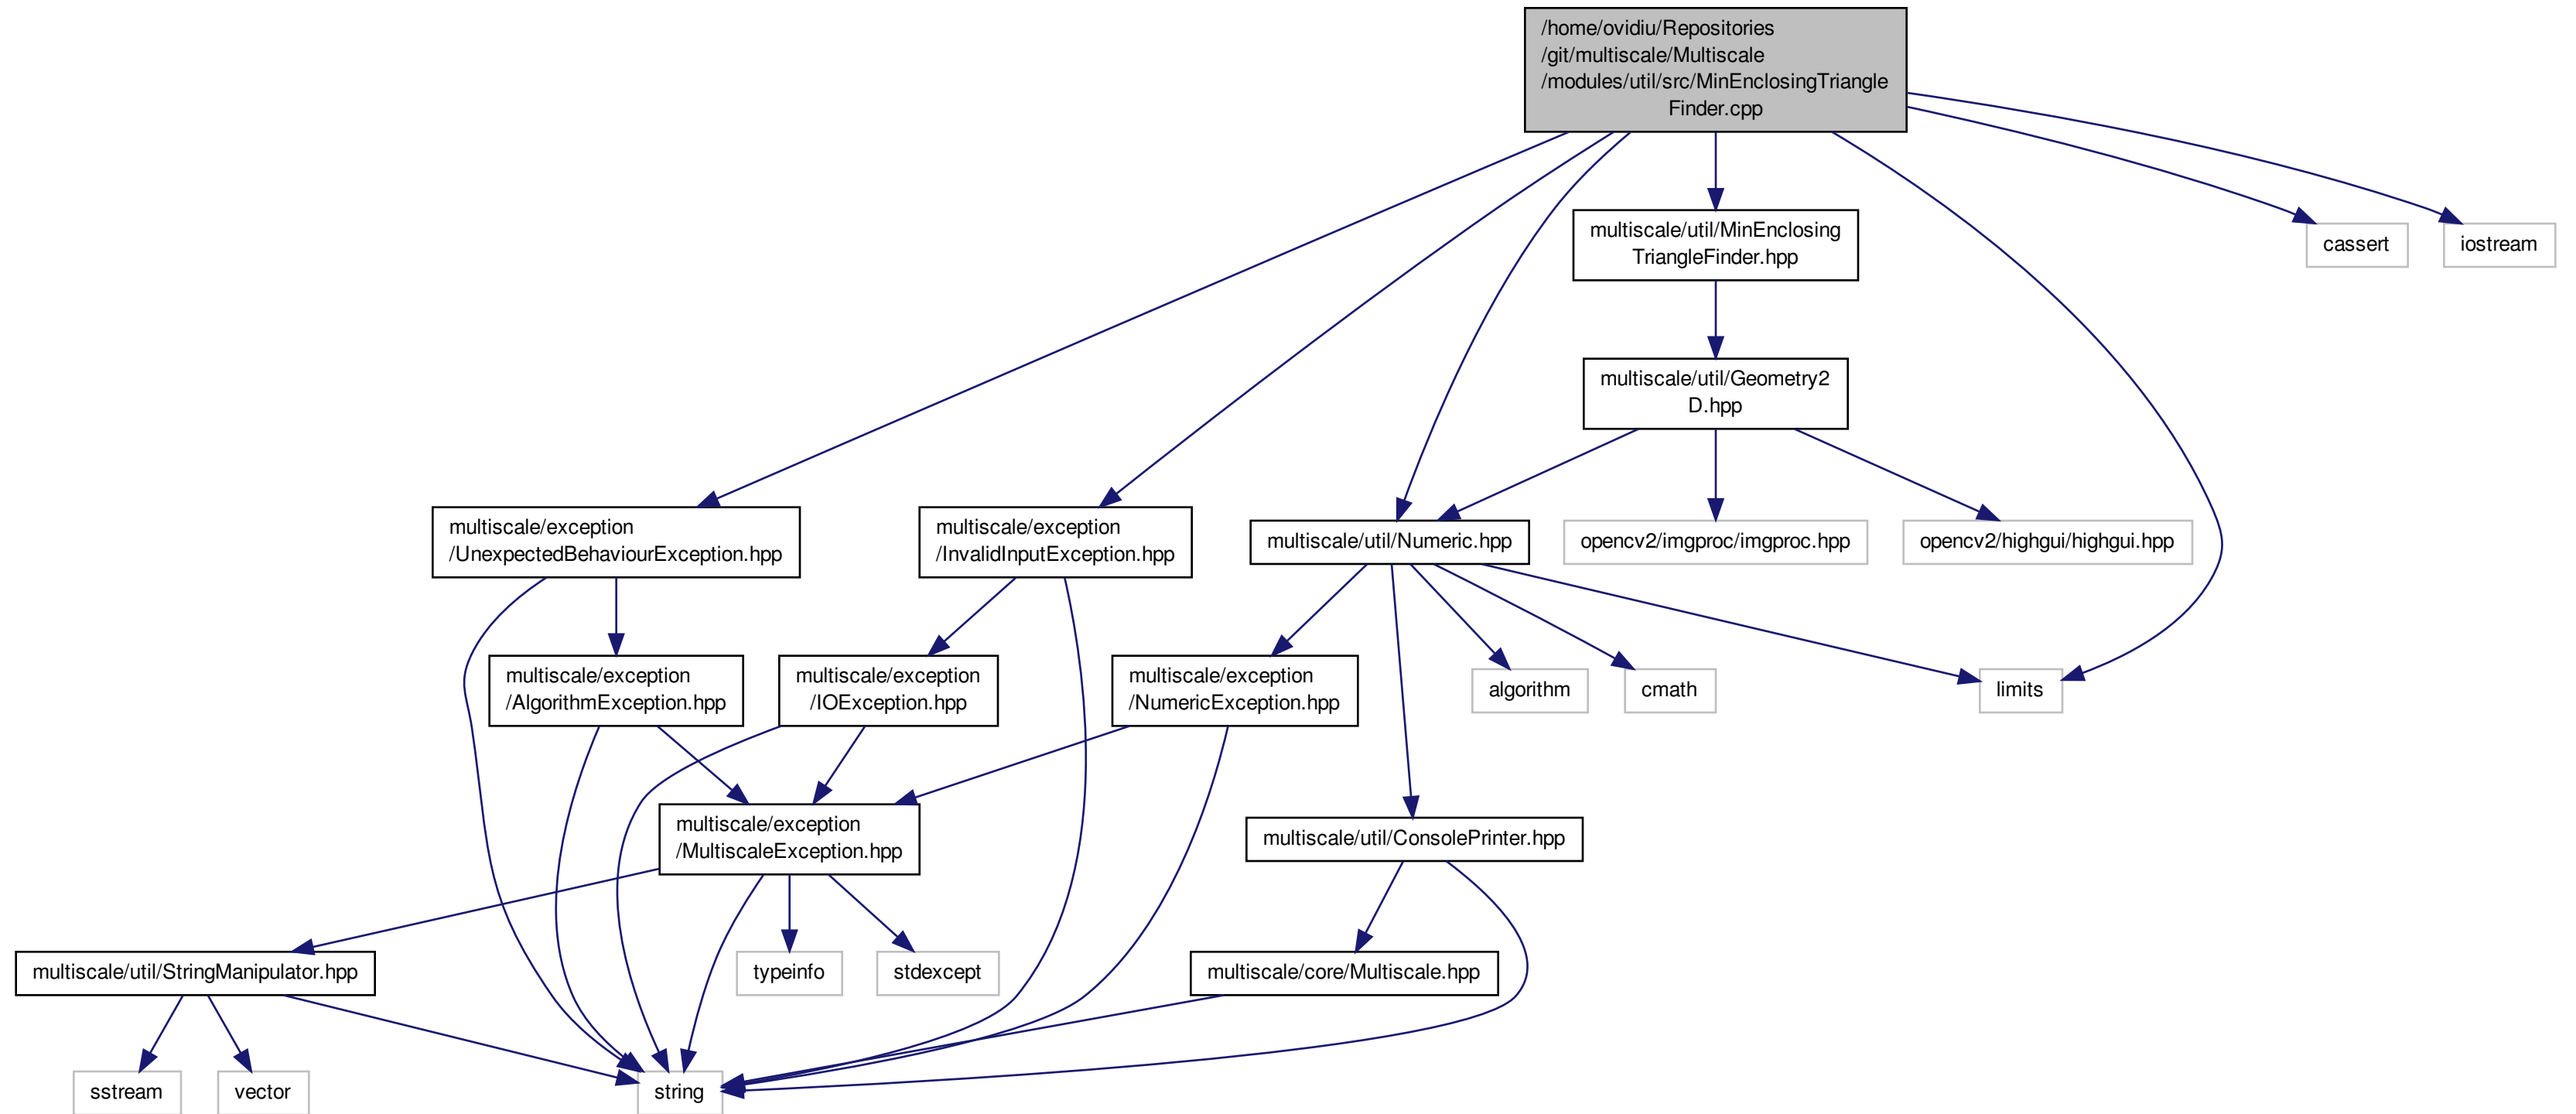 /home/ovidiu/Repositories
/git/multiscale/Multiscale
/modules/util/src/MinEnclosingTriangle
Finder.cpp
multiscale/util/MinEnclosing
TriangleFinder.hpp
cassert
iostream
multiscale/util/Geometry2
D.hpp
multiscale/exception
/UnexpectedBehaviourException.hpp
multiscale/exception
/InvalidInputException.hpp
multiscale/util/Numeric.hpp
opencv2/imgproc/imgproc.hpp
opencv2/highgui/highgui.hpp
multiscale/exception
/AlgorithmException.hpp
multiscale/exception
/IOException.hpp
multiscale/exception
/NumericException.hpp
algorithm
cmath
limits
multiscale/exception
/MultiscaleException.hpp
multiscale/util/ConsolePrinter.hpp
multiscale/util/StringManipulator.hpp
typeinfo
stdexcept
multiscale/core/Multiscale.hpp
sstream
vector
string